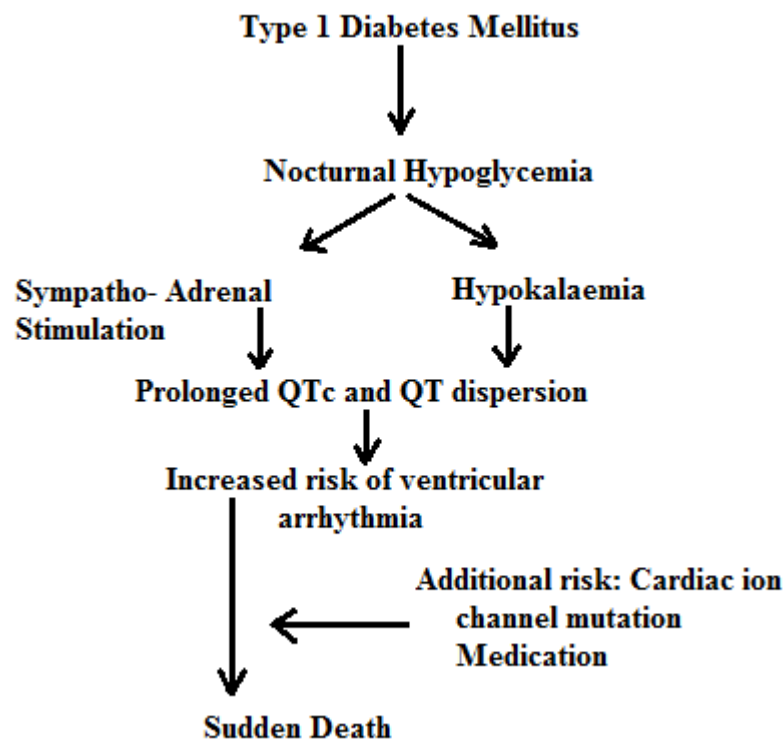 Type 1 Diabetes Mellitus
Nocturnal Hypoglycemia
Sympatho- Adrenal
Stimulation
Hypokalaemia
Prolonged QTc and QT dispersion
Increased risk of ventricular
arrhythmia
Additional risk: Cardiac ion
channel mutation
Medication
Sudden Death